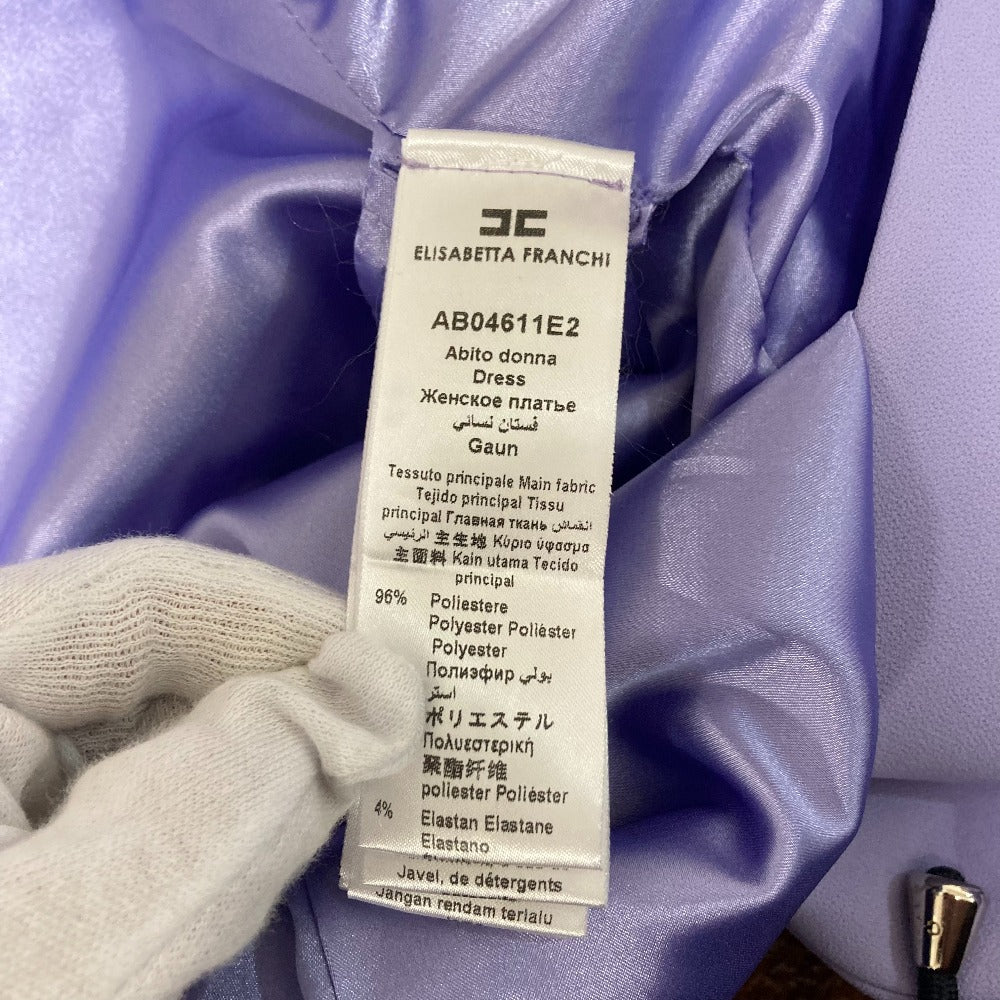 ELISABETTA FRANCHI
AB04611E2
Abito donna
Dress
Женское платье
فستان نسائي
Gaun
Tessuto principale Main fabric
Tejido principal Tissu
principal Главная ткань القماش
الرئيسي 主生地 Κύριο ύφασμα
主面料 Kain utama Tecido
principal
96% Poliestere
Polyester Poliéster
Polyester
Полиэфир بولي
استر
ポリエステル
Πολυεστερική
聚酯纤维
poliester Poliéster
4% Elastan Elastane
Elastano
Javel, de détergents
Jangan rendam terlalu